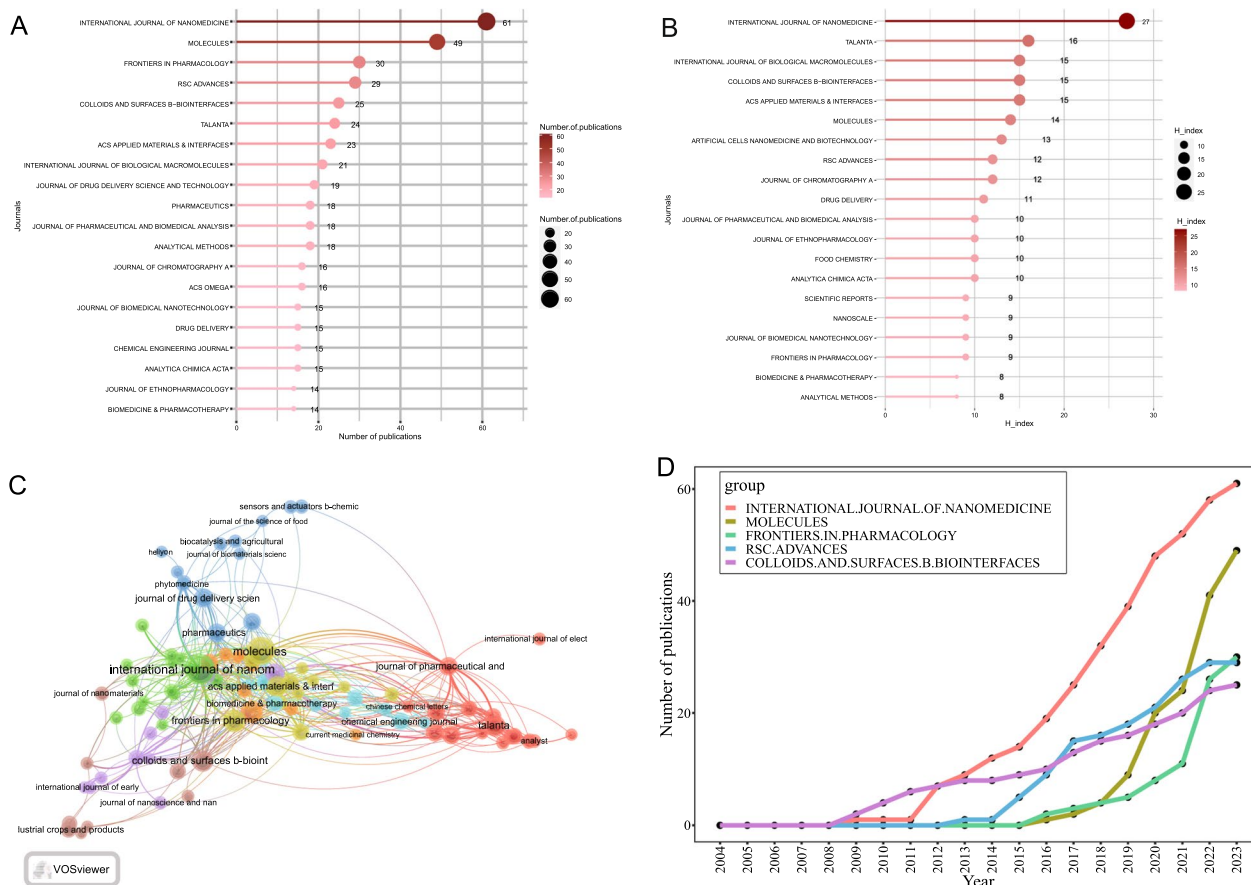 A
INTERNATIONAL JOURNAL OF NANOMEDICINE
MOLECULES
FRONTIERS IN PHARMACOLOGY
RSC ADVANCES
COLLOIDS AND SURFACES B−BIOINTERFACES
TALANTA
ACS APPLIED MATERIALS & INTERFACES
INTERNATIONAL JOURNAL OF BIOLOGICAL MACROMOLECULES
JOURNAL OF DRUG DELIVERY SCIENCE AND TECHNOLOGY
PHARMACEUTICS
JOURNAL OF PHARMACEUTICAL AND BIOMEDICAL ANALYSIS
ANALYTICAL METHODS
JOURNAL OF CHROMATOGRAPHY A
ACS OMEGA
JOURNAL OF BIOMEDICAL NANOTECHNOLOGY
DRUG DELIVERY
CHEMICAL ENGINEERING JOURNAL
ANALYTICA CHIMICA ACTA
JOURNAL OF ETHNOPHARMACOLOGY
BIOMEDICINE & PHARMACOTHERAPY
Journals
61
49
30
29
25
24
23
21
19
18
18
18
16
16
15
15
15
15
14
14
0 20 40 60
Number of publications
Number.of.publications
60
50
40
30
20
Number.of.publications
20
30
40
50
60
B
INTERNATIONAL JOURNAL OF NANOMEDICINE
TALANTA
INTERNATIONAL JOURNAL OF BIOLOGICAL MACROMOLECULES
COLLOIDS AND SURFACES B−BIOINTERFACES
ACS APPLIED MATERIALS & INTERFACES
MOLECULES
ARTIFICIAL CELLS NANOMEDICINE AND BIOTECHNOLOGY
RSC ADVANCES
JOURNAL OF CHROMATOGRAPHY A
DRUG DELIVERY
JOURNAL OF PHARMACEUTICAL AND BIOMEDICAL ANALYSIS
JOURNAL OF ETHNOPHARMACOLOGY
FOOD CHEMISTRY
ANALYTICA CHIMICA ACTA
SCIENTIFIC REPORTS
NANOSCALE
JOURNAL OF BIOMEDICAL NANOTECHNOLOGY
FRONTIERS IN PHARMACOLOGY
BIOMEDICINE & PHARMACOTHERAPY
ANALYTICAL METHODS
Journals
27
16
15
15
15
14
13
12
12
11
10
10
10
10
9
9
9
9
8
8
0 10 20 30
H_index
H_index
10
15
20
25
H_index
25
20
15
10
C
sensors and actuators b-chemic
journal of the science of food
biocatalysis and agricultural
journal of biomaterials scienc
heliyon
phytomedicine
journal of drug delivery scien
pharmaceutics
molecules
international journal of elect
international journal of nanom
journal of pharmaceutical and
acs applied materials & interf
journal of nanomaterials
biomedicine & pharmacotherapy
chinese chemical letters
frontiers in pharmacology
chemical engineering journal
talanta
current medicinal chemistry
analyst
colloids and surfaces b-bioint
international journal of early
journal of nanoscience and nan
lustrial crops and products
VOSviewer
D
group
INTERNATIONAL.JOURNAL.OF.NANOMEDICINE
MOLECULES
FRONTIERS.IN.PHARMACOLOGY
RSC.ADVANCES
COLLOIDS.AND.SURFACES.B.BIOINTERFACES
Number of publications
60
40
20
0
2004 2005 2006 2007 2008 2009 2010 2011 2012 2013 2014 2015 2016 2017 2018 2019 2020 2021 2022 2023
Year